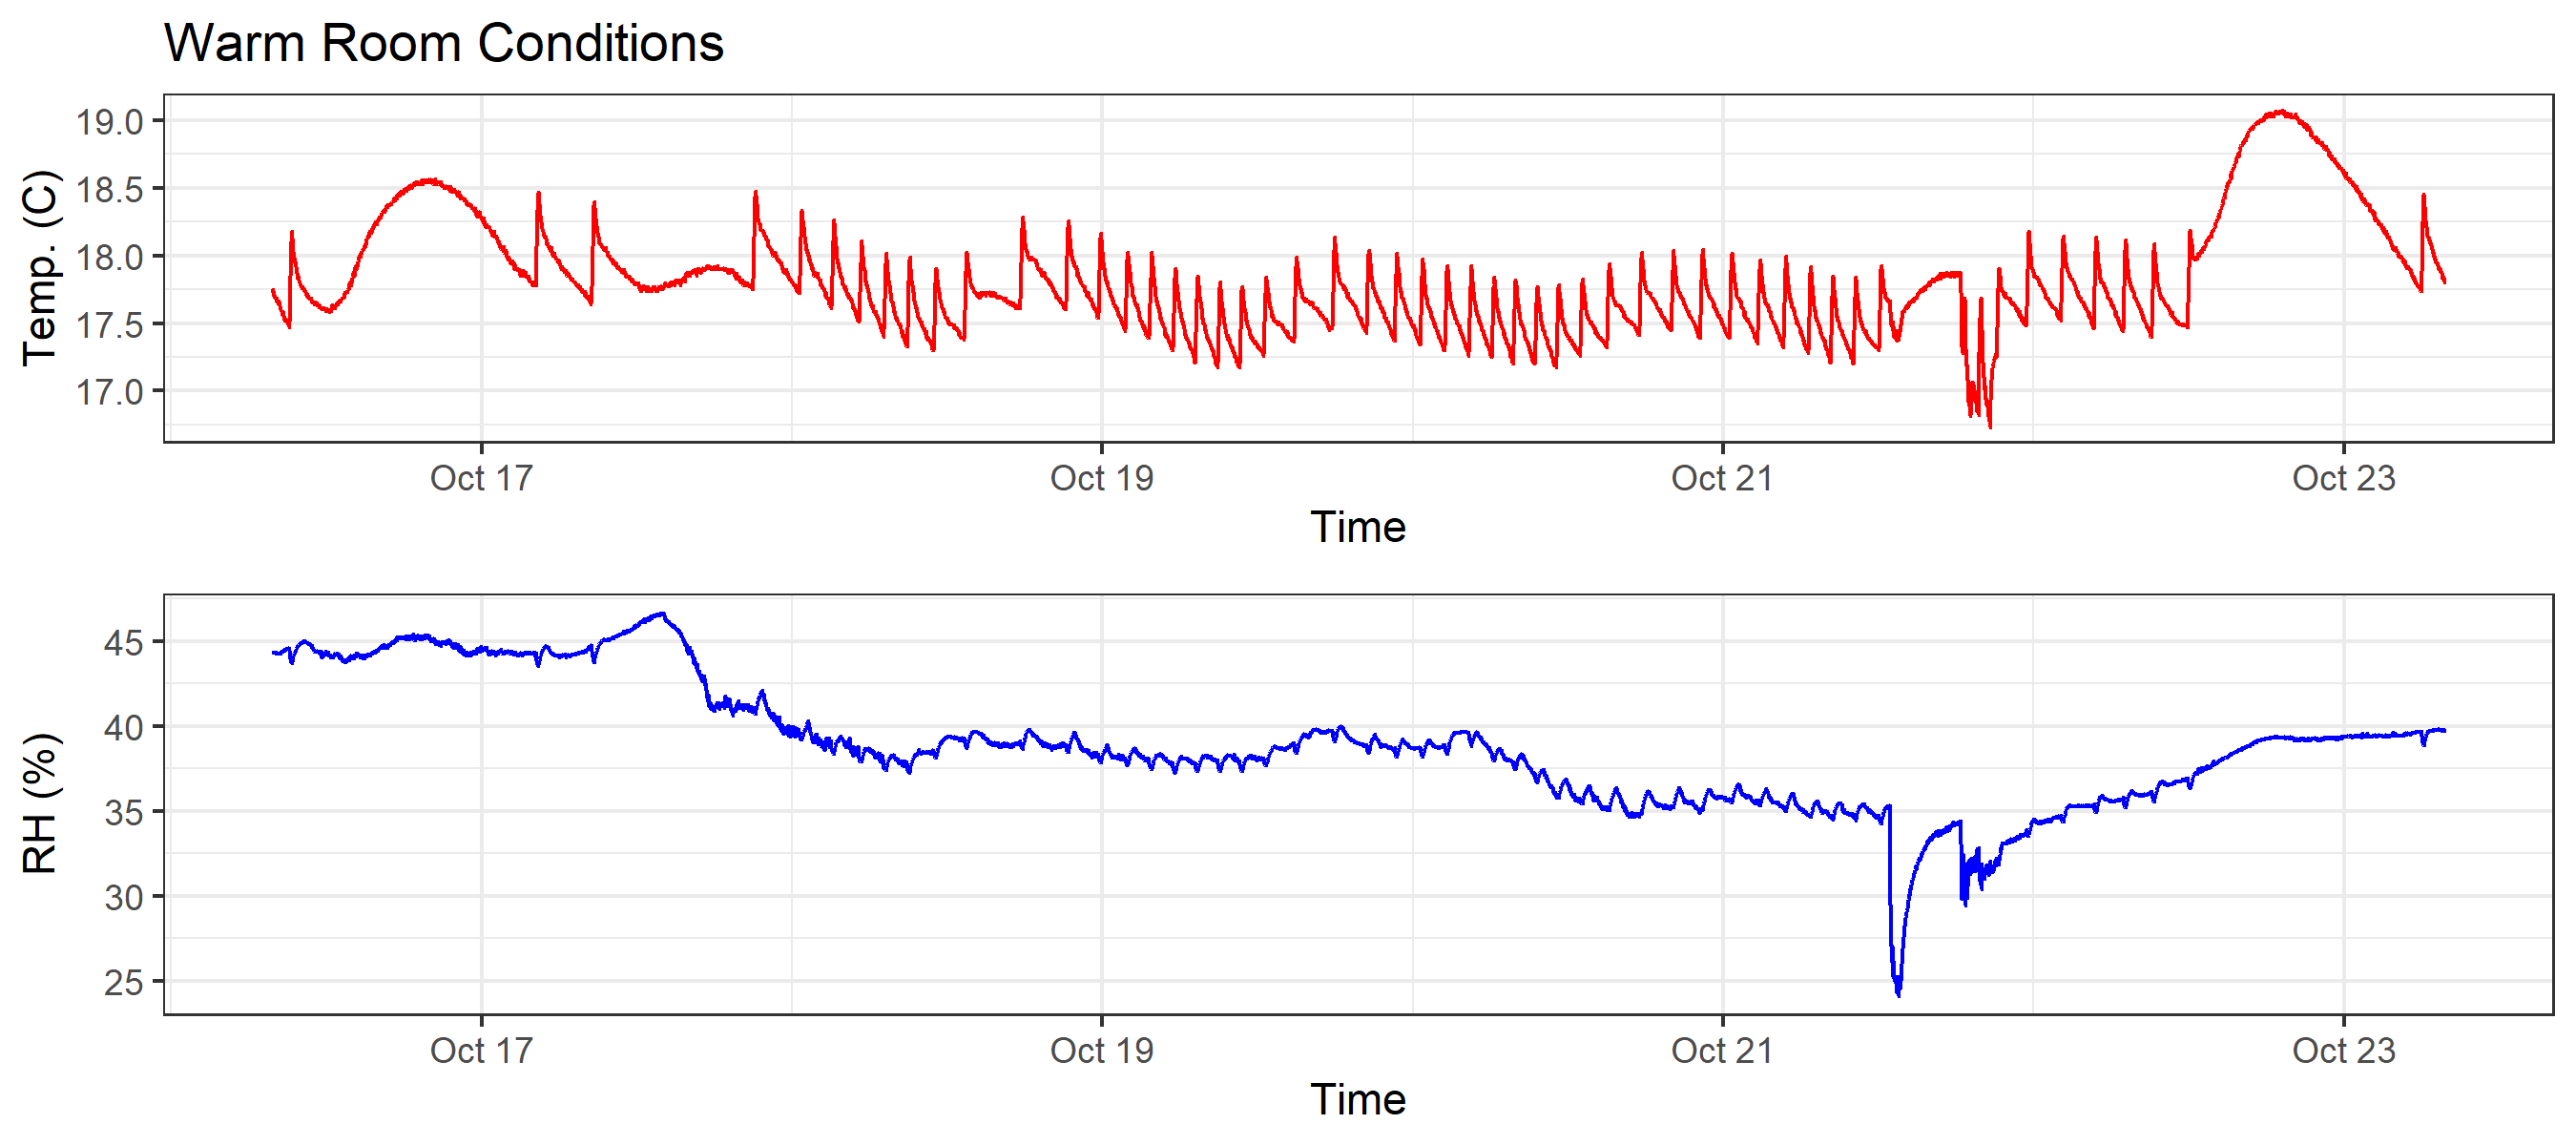 Warm Room Conditions
Temp. (C)
19.0
18.5
18.0
17.5
17.0
Oct 17 Oct 19 Oct 21 Oct 23
Time
RH (%)
45
40
35
30
25
Oct 17 Oct 19 Oct 21 Oct 23
Time